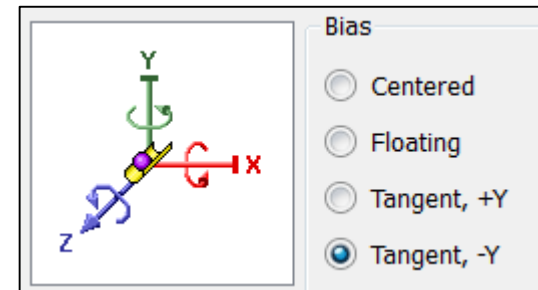 Bias
Y
X
Z
Centered
Floating
Tangent, +Y
Tangent, -Y